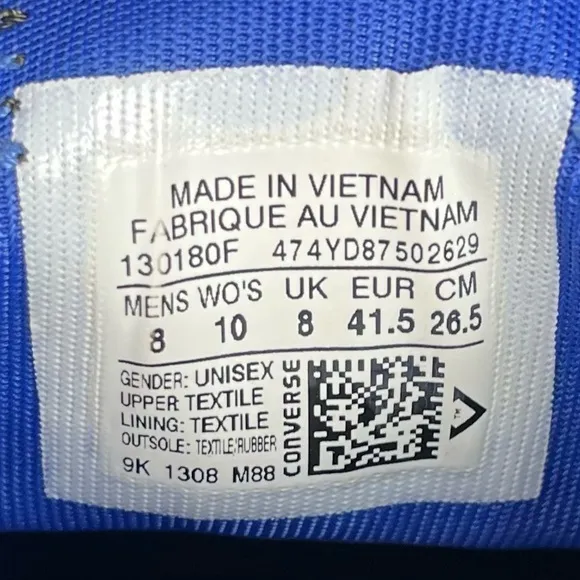 MADE IN VIETNAM
FABRIQUE AU VIETNAM
130180F 474YD87502629
MENS WO'S UK EUR CM
8 10 8 41.5 26.5
GENDER: UNISEX
UPPER TEXTILE
LINING: TEXTILE
OUTSOLE: TEXTILE/RUBBER
9K 1308 M88
CONVERSE
TM